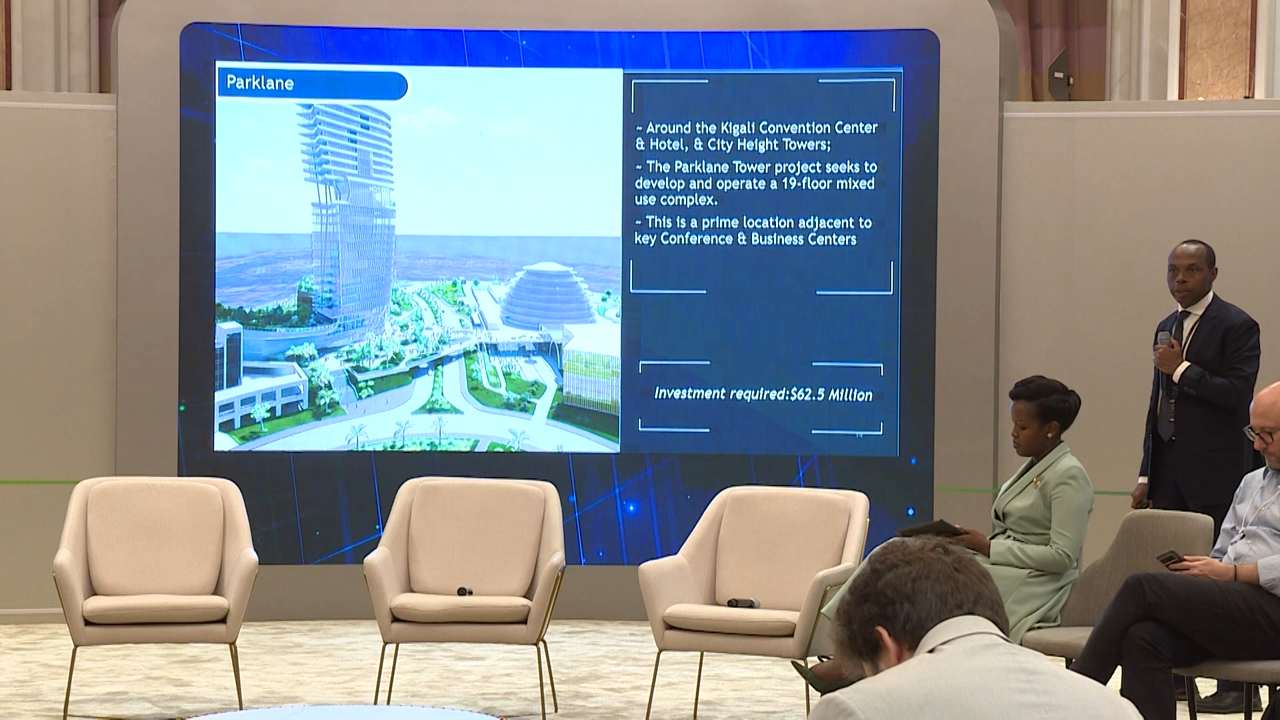 Parklane
~ Around the Kigali Convention Center
& Hotel, & City Height Towers;
~ The Parklane Tower project seeks to
develop and operate a 19-floor mixed
use complex.
~ This is a prime location adjacent to
key Conference & Business Centers
Investment required:$62.5 Million